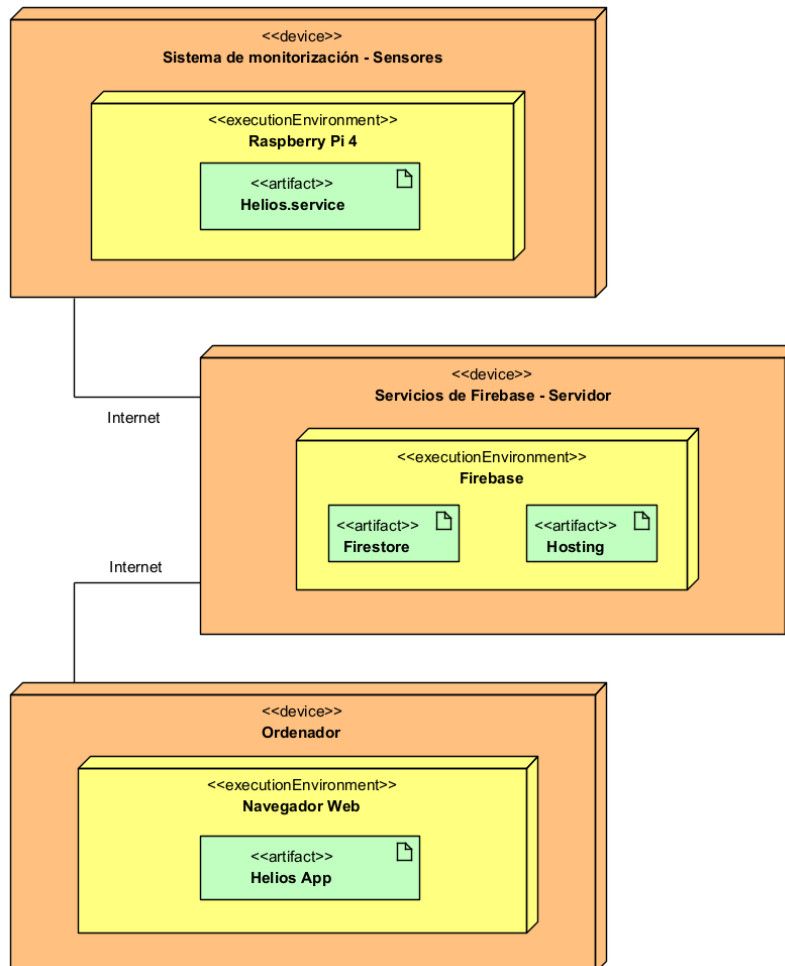 <<device>>
Sistema de monitorización - Sensores
<<executionEnvironment>>
Raspberry Pi 4
<<artifact>>
Helios.service
Internet
<<device>>
Servicios de Firebase - Servidor
<<executionEnvironment>>
Firebase
<<artifact>>
Firestore
<<artifact>>
Hosting
Internet
<<device>>
Ordenador
<<executionEnvironment>>
Navegador Web
<<artifact>>
Helios App